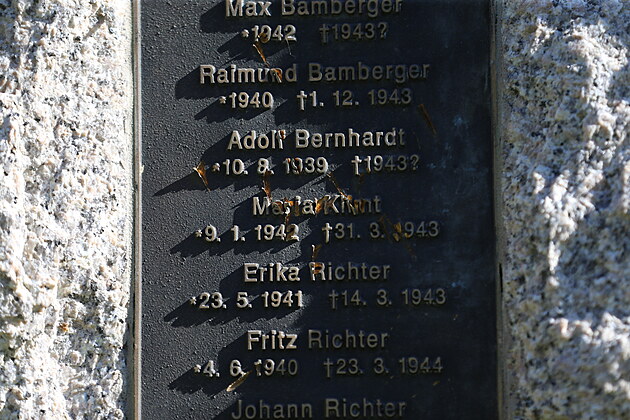 Max Bamberger
*1942 †1943?
Raimund Bamberger
*1940 †1. 12. 1943
Adolf Bernhardt
*10. 8. 1939 †1943?
Maria Klimt
*9. 1. 1942 †31. 3. 1943
Erika Richter
*23. 5. 1941 †14. 3. 1943
Fritz Richter
*4. 6. 1940 †23. 3. 1944
Johann Richter